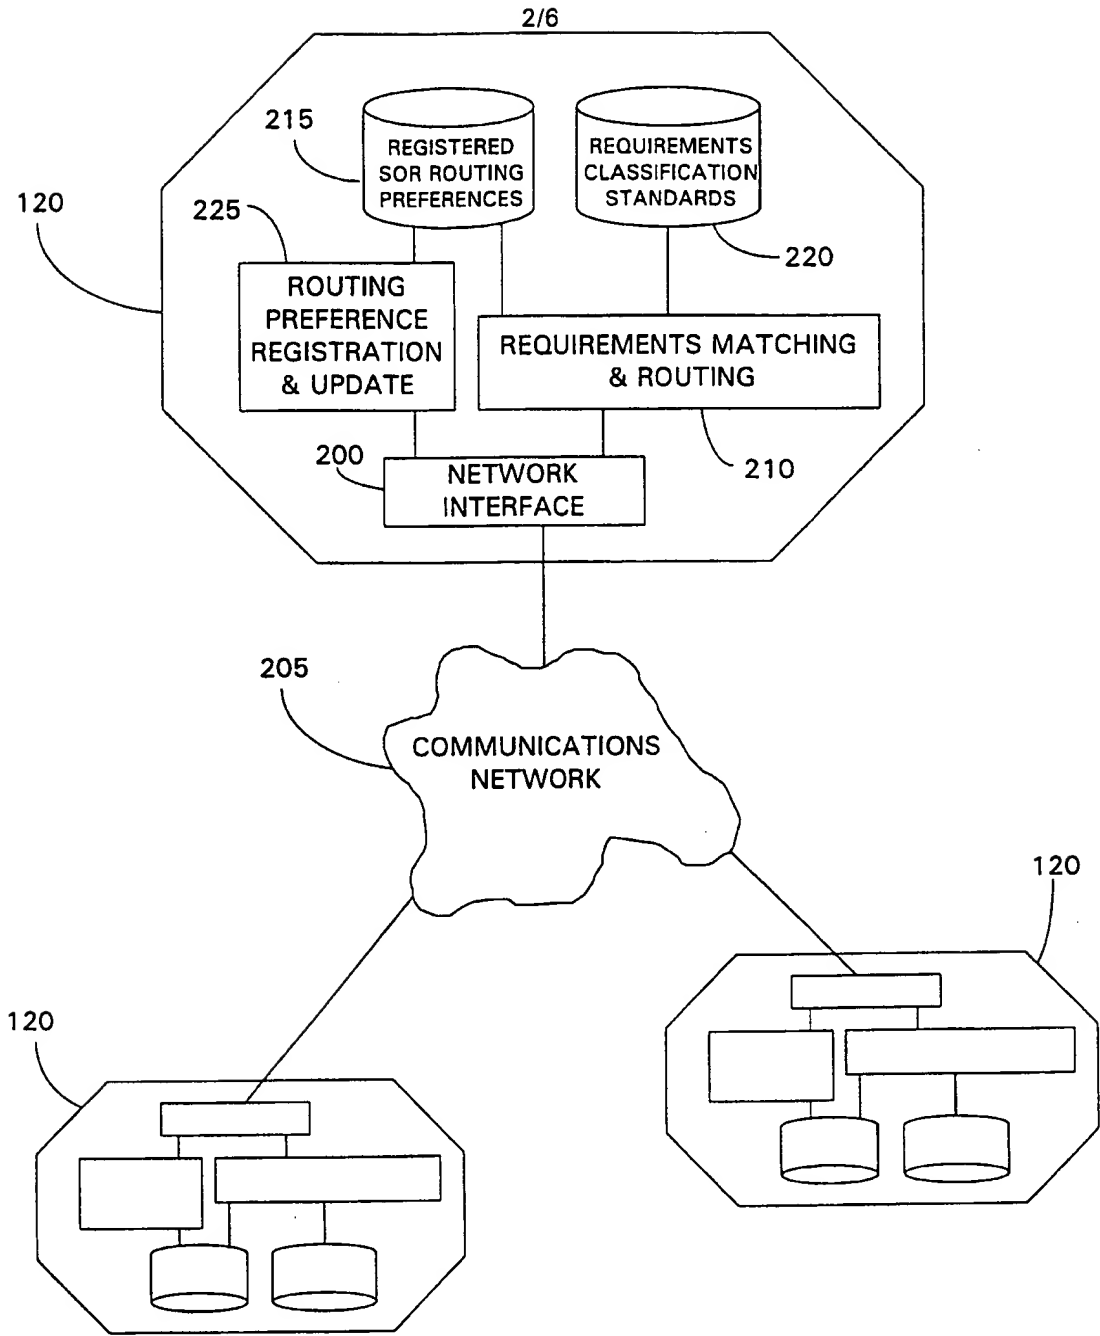 2/6
215
REGISTERED
SOR ROUTING
PREFERENCES
REQUIREMENTS
CLASSIFICATION
STANDARDS
120
225
220
ROUTING
PREFERENCE
REGISTRATION
& UPDATE
REQUIREMENTS MATCHING
& ROUTING
200
210
NETWORK
INTERFACE
205
COMMUNICATIONS
NETWORK
120
120